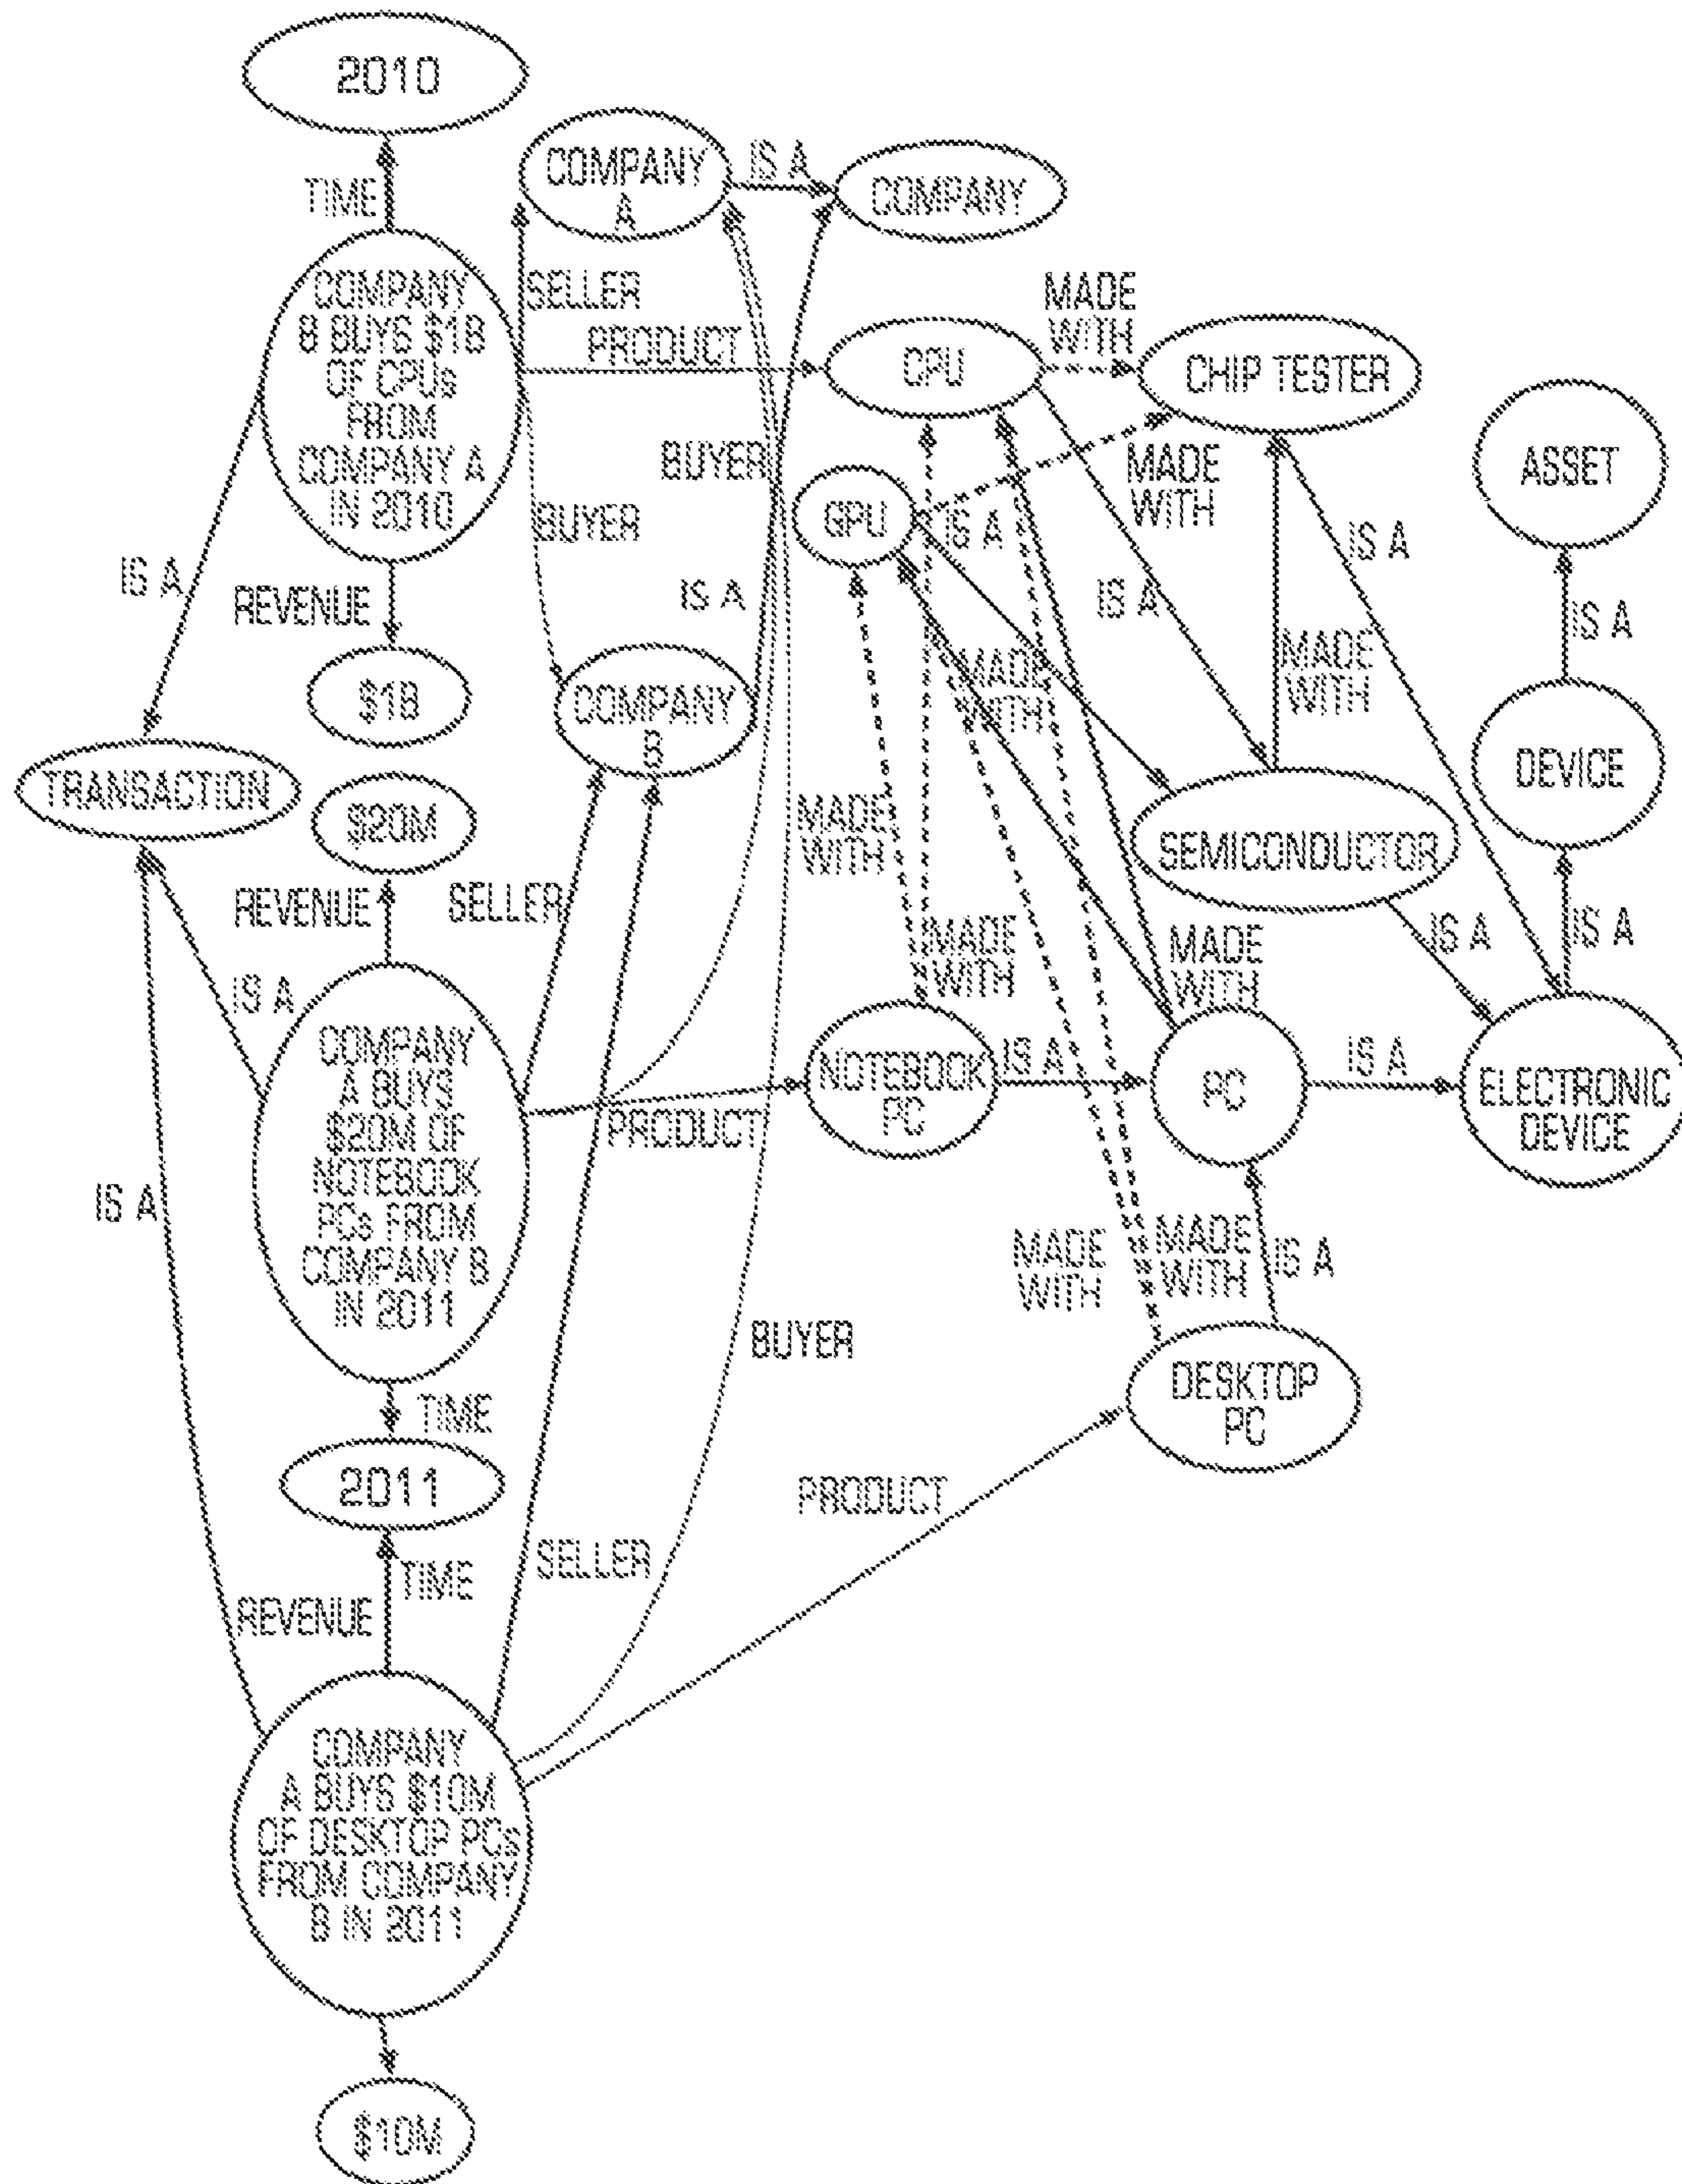 2010
TIME
COMPANY
A
IS A
COMPANY
COMPANY
B BUYS $1B
OF CPUs
FROM
COMPANY A
IN 2010
SELLER
PRODUCT
CPU
MADE
WITH
CHIP TESTER
BUYER
BUYER
GPU
IS A
MADE
WITH
IS A
ASSET
IS A
REVENUE
IS A
IS A
IS A
$1B
COMPANY
B
MADE
WITH
MADE
WITH
DEVICE
TRANSACTION
$20M
MADE
WITH
SEMICONDUCTOR
REVENUE
SELLER
IS A
IS A
IS A
MADE
WITH
MADE
WITH
COMPANY
A BUYS
$20M OF
NOTEBOOK
PCs FROM
COMPANY B
IN 2011
PRODUCT
NOTEBOOK
PC
IS A
PC
IS A
ELECTRONIC
DEVICE
IS A
MADE
WITH
MADE
WITH
IS A
BUYER
DESKTOP
PC
TIME
2011
PRODUCT
TIME
SELLER
REVENUE
COMPANY
A BUYS $10M
OF DESKTOP PCs
FROM COMPANY
B IN 2011
$10M